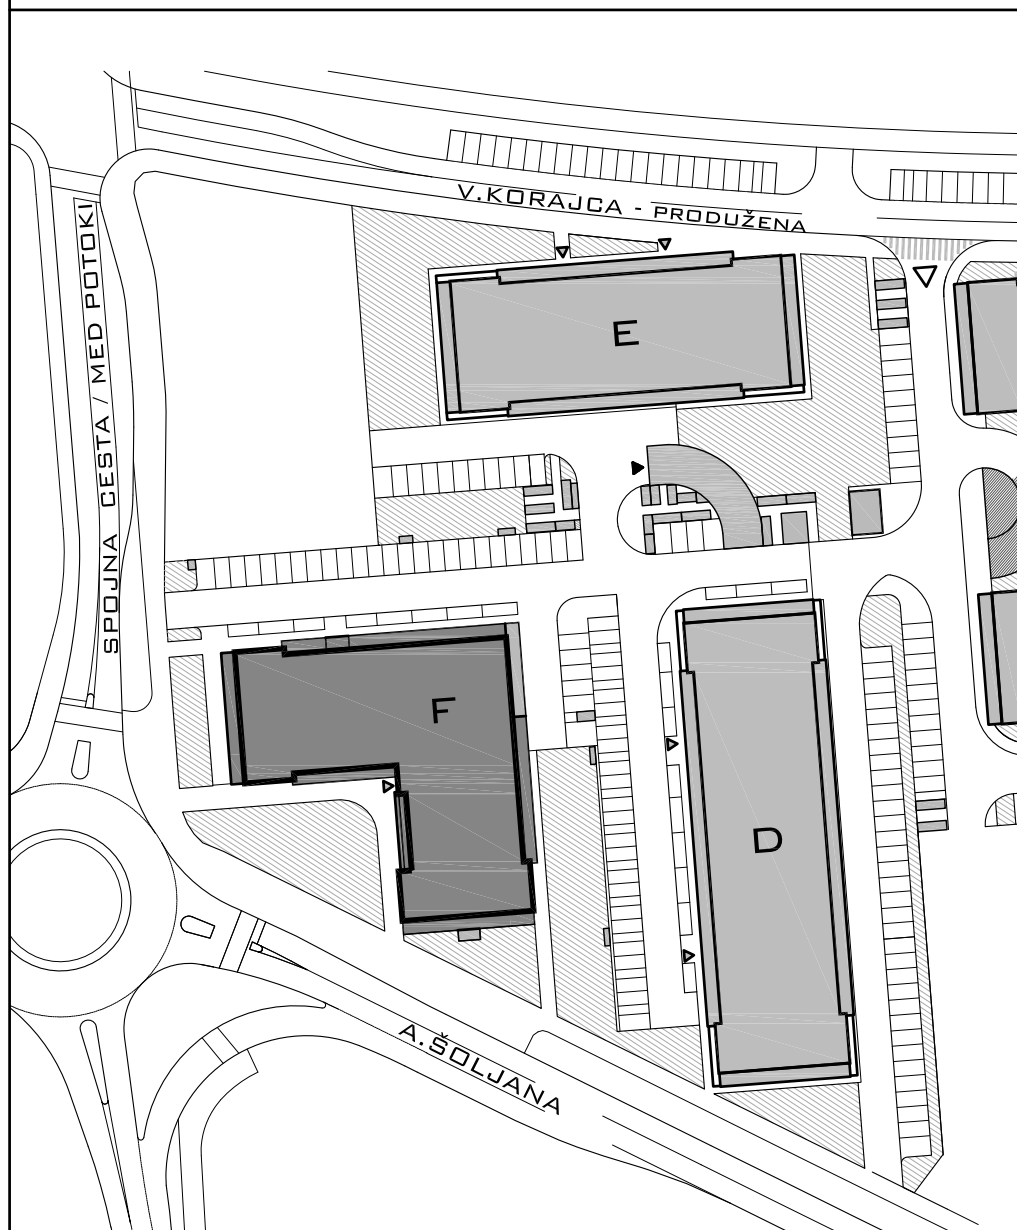 V.KORAJCA - PRODUŽENA
SPOJNA CESTA / MED POTOKI
E
F
D
A.ŠOLJANA